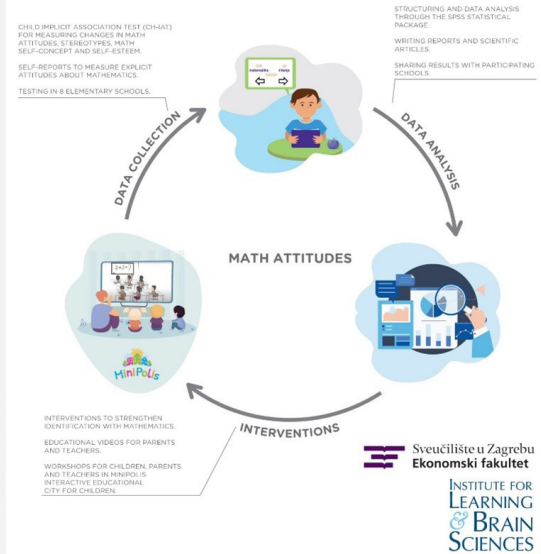 CHILD IMPLICIT ASSOCIATION TEST (CH-IAT)
FOR MEASURING CHANGES IN MATH
ATTITUDES, STEREOTYPES, MATH
SELF-CONCEPT AND SELF-ESTEEM.
SELF-REPORTS TO MEASURE EXPLICIT
ATTITUDES ABOUT MATHEMATICS.
TESTING IN 8 ELEMENTARY SCHOOLS.
STRUCTURING AND DATA ANALYSIS
THROUGH THE SPSS STATISTICAL
PACKAGE.
WRITING REPORTS AND SCIENTIFIC
ARTICLES.
SHARING RESULTS WITH PARTICIPATING
SCHOOLS.
matematika
čitanje
DATA COLLECTION
DATA ANALYSIS
MATH ATTITUDES
MiniPolis
INTERVENTIONS
INTERVENTIONS TO STRENGTHEN
IDENTIFICATION WITH MATHEMATICS.
EDUCATIONAL VIDEOS FOR PARENTS
AND TEACHERS.
WORKSHOPS FOR CHILDREN, PARENTS
AND TEACHERS IN MINIPOLIS
INTERACTIVE EDUCATIONAL
CITY FOR CHILDREN.
Sveučilište u Zagrebu
Ekonomski fakultet
INSTITUTE FOR
LEARNING
& BRAIN
SCIENCES